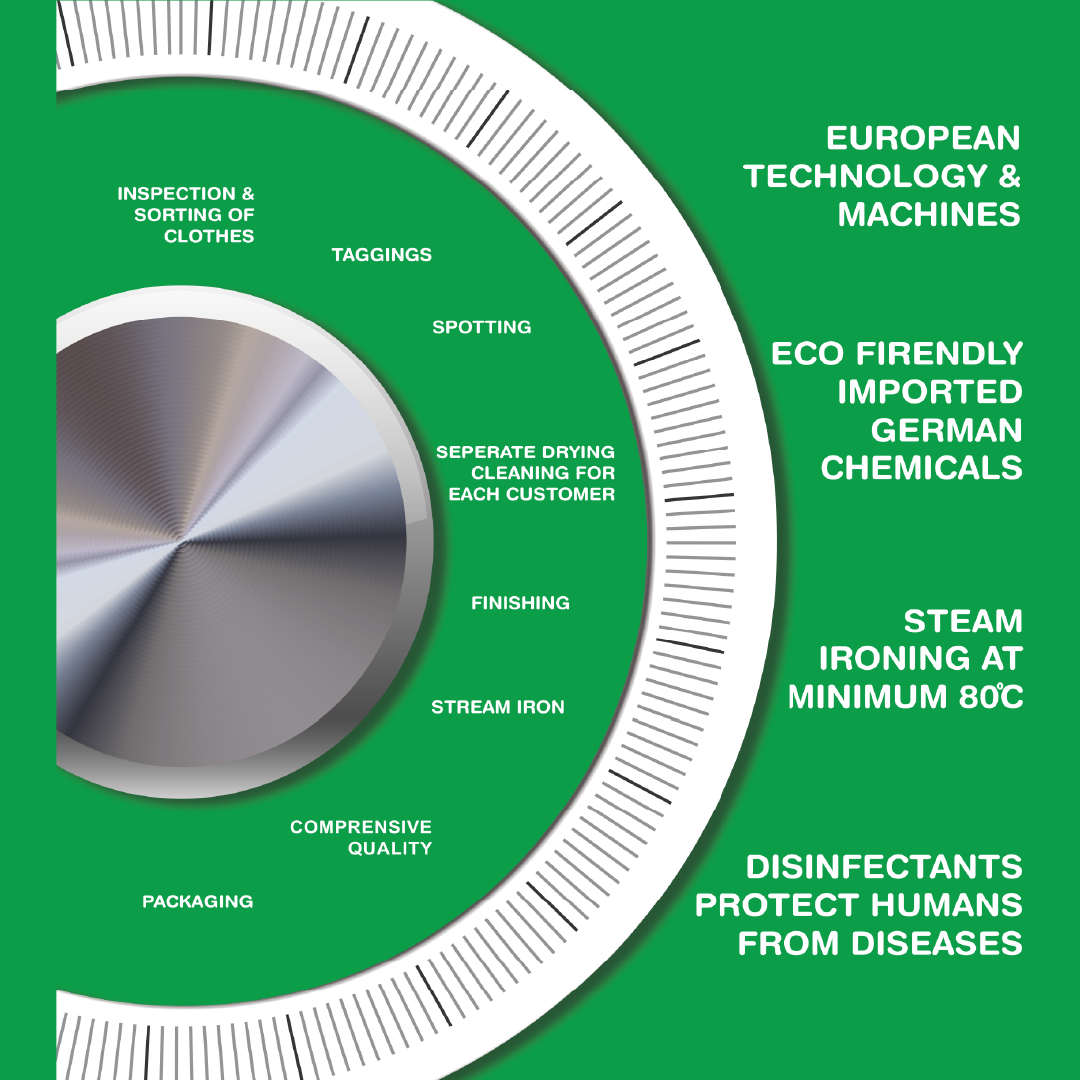 INSPECTION &
SORTING OF
CLOTHES
TAGGINGS
SPOTTING
SEPERATE DRYING
CLEANING FOR
EACH CUSTOMER
FINISHING
STREAM IRON
COMPRENSIVE
QUALITY
PACKAGING
EUROPEAN
TECHNOLOGY &
MACHINES
ECO FIRENDLY
IMPORTED
GERMAN
CHEMICALS
STEAM
IRONING AT
MINIMUM 80°C
DISINFECTANTS
PROTECT HUMANS
FROM DISEASES